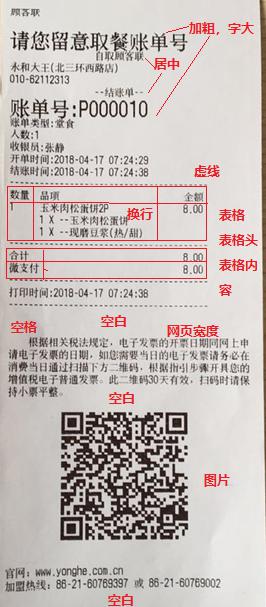 顾客联
请您留意取餐账单号
加粗，字大
自取顾客联
永和大王(北三环西路店)
居中
010-62112313
--结账单--
账单号:P000010
账单类型:堂食
人数:1
收银员:张静
开单时间:2018-04-17 07:24:29
结账时间:2018-04-17 07:24:38
虚线
数量 品项 金额
1 玉米肉松蛋饼2P 8.00
1 X --玉米肉松蛋饼
换行
表格
1 X --现磨豆浆(热/甜)
表格头
合计 8.00
表格内容
微支付 8.00
打印时间:2018-04-17 07:24:38
空格
空白
网页宽度
根据相关税法规定，电子发票的开票日期同网上申
请电子发票的日期，如您需要当日的电子发票请务必在
消费当日通过扫描下方二维码，根据指引步骤开具您的
增值税电子普通发票。此二维码30天有效，扫码时请保
持小票平整。
空白
图片
官网: www.yonghe.com.cn
加盟热线: 86-21-60769397 或 86-21-60769002
空白